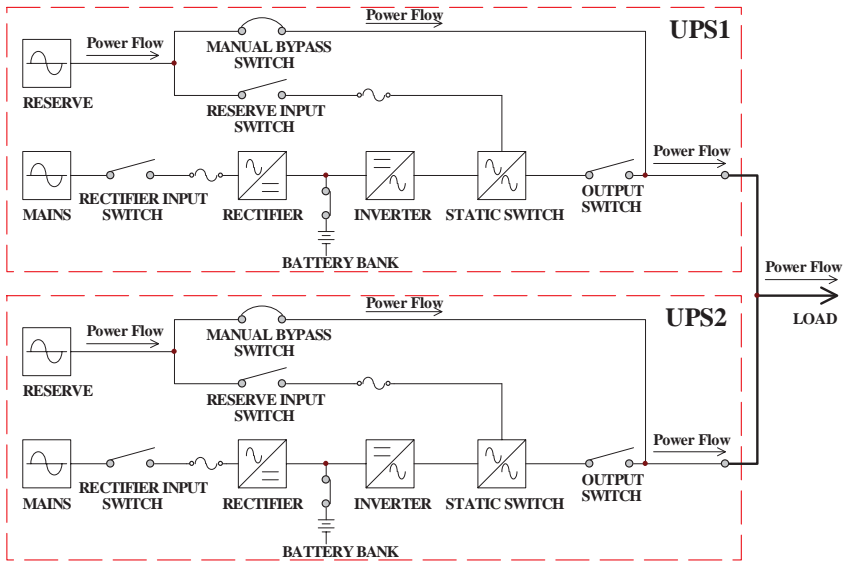 Power Flow
UPS1
Power Flow
MANUAL BYPASS
SWITCH
RESERVE
RESERVE INPUT
SWITCH
Power Flow
MAINS
RECTIFIER INPUT
SWITCH
RECTIFIER
INVERTER
STATIC SWITCH
OUTPUT
SWITCH
BATTERY BANK
Power Flow
LOAD
Power Flow
UPS2
Power Flow
MANUAL BYPASS
SWITCH
RESERVE
RESERVE INPUT
SWITCH
Power Flow
MAINS
RECTIFIER INPUT
SWITCH
RECTIFIER
INVERTER
STATIC SWITCH
OUTPUT
SWITCH
BATTERY BANK